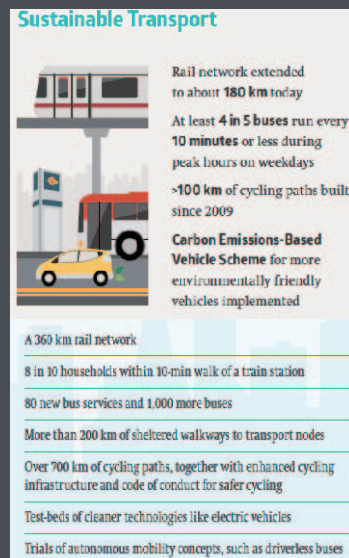 Sustainable Transport
Rail network extended
to about 180 km today
At least 4 in 5 buses run every
10 minutes or less during
peak hours on weekdays
>100 km of cycling paths built
since 2009
Carbon Emissions-Based
Vehicle Scheme for more
environmentally friendly
vehicles implemented
A 360 km rail network
8 in 10 households within 10-min walk of a train station
80 new bus services and 1,000 more buses
More than 200 km of sheltered walkways to transport nodes
Over 700 km of cycling paths, together with enhanced cycling
infrastructure and code of conduct for safer cycling
Test-beds of cleaner technologies like electric vehicles
Trials of autonomous mobility concepts, such as driverless buses